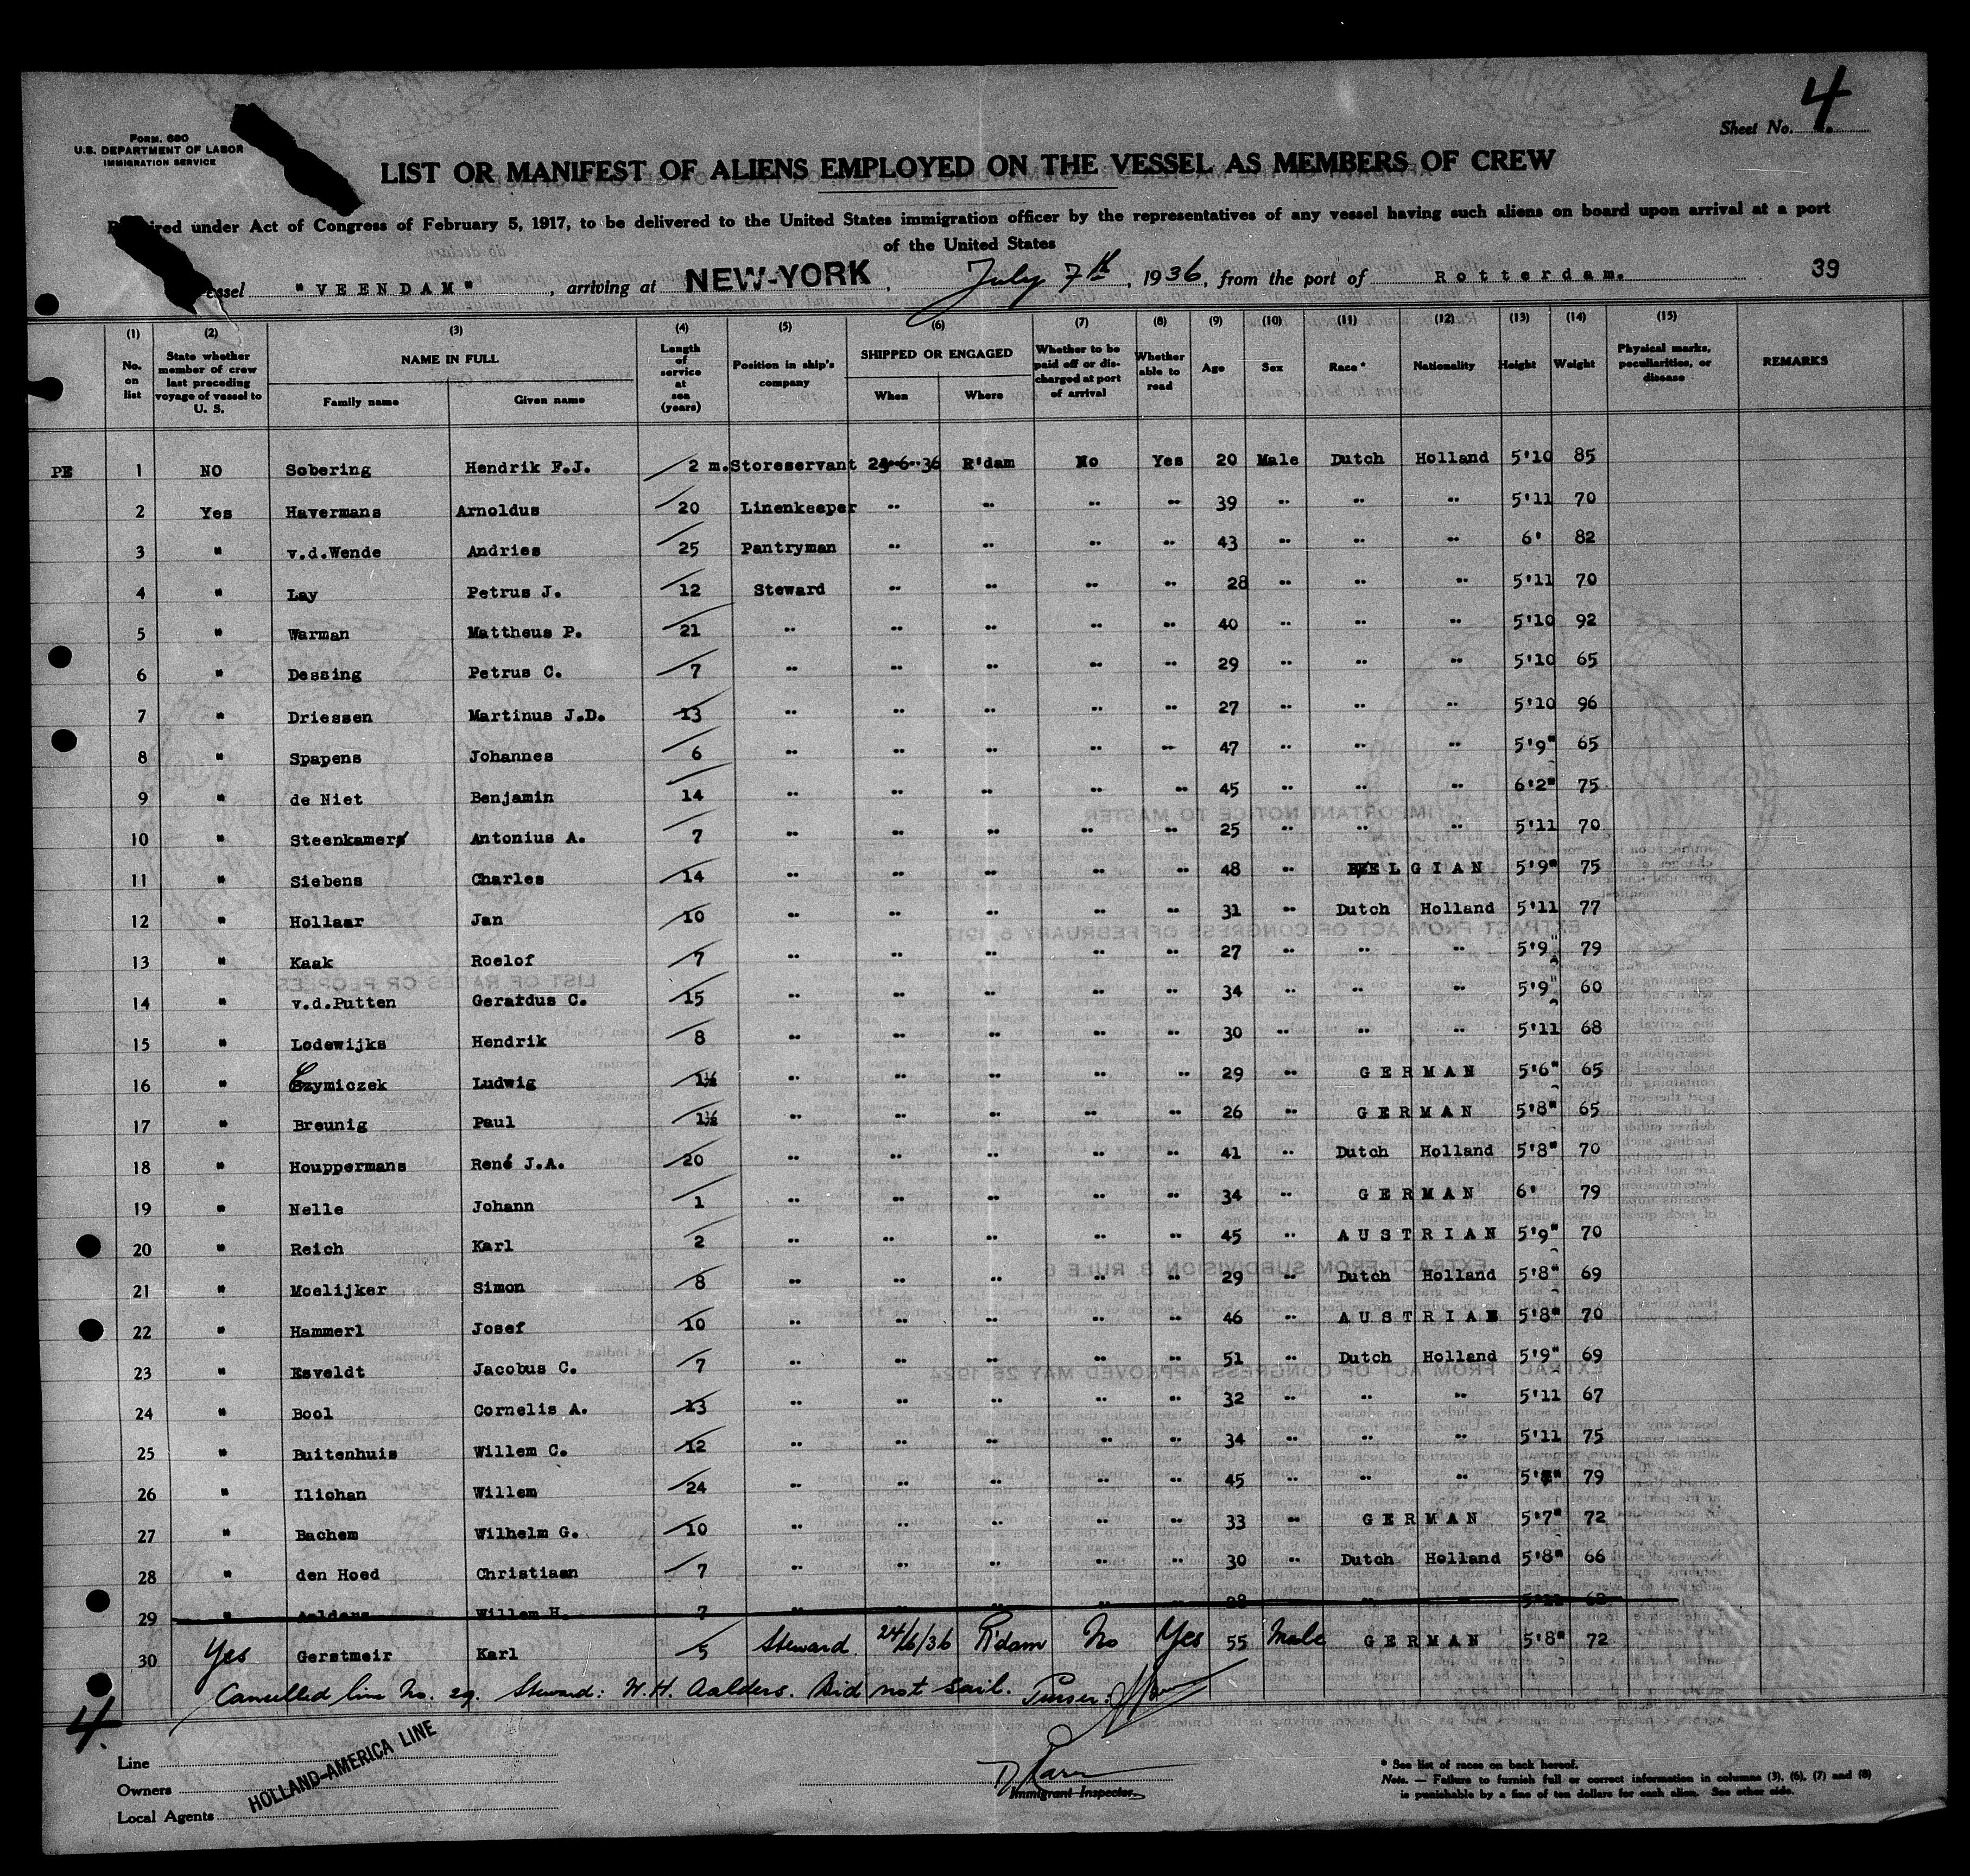 Form. 680
U.S. DEPARTMENT OF LABOR
IMMIGRATION SERVICE
Sheet No. 4
LIST OR MANIFEST OF ALIENS EMPLOYED ON THE VESSEL AS MEMBERS OF CREW
under Act of Congress of February 5, 1917, to be delivered to the United States immigration officer by the representatives of any vessel having such aliens on board upon arrival at a port
of the United States
"VEENDAM", arriving at NEW-YORK, July 7th, 1936, from the port of Rotterdam. 39
(1) (2) (3) (4) (5) (6) (7) (8) (9) (10) (11) (12) (13) (14) (15)
No. on list | State whether member of crew last preceding voyage of vessel to U. S. | NAME IN FULL Family name Given name | Length of service at sea (years) | Position in ship's company | SHIPPED OR ENGAGED When Where | Whether to be paid off or discharged at port of arrival | Whether able to read | Age | Sex | Race* | Nationality | Height | Weight | Physical marks, peculiarities, or disease | REMARKS
PE 1 NO Sobering Hendrik F.J. 2 m. Storeservant 24-6-36 R'dam No Yes 20 Male Dutch Holland 5'10 85
2 Yes Havermans Arnoldus 20 Linenkeeper " " " " 39 " " " 5'11 70
3 " v.d.Wende Andries 25 Pantryman " " " " 43 " " " 6' 82
4 " Lay Petrus J. 12 Steward " " " " 28 " " " 5'11 70
5 " Warman Mattheus P. 21 " " " " " 40 " " " 5'10 92
6 " Dessing Petrus C. 7 " " " " " 29 " " " 5'10 65
7 " Driessen Martinus J.D. 13 " " " " " 27 " " " 5'10 96
8 " Spapens Johannes 6 " " " " " 47 " " " 5'9" 65
9 " de Niet Benjamin 14 " " " " " 45 " " " 6'2" 75
10 " Steenkamer Antonius A. 7 " " " " " 25 " " " 5'11 70
11 " Siebens Charles 14 " " " " " 48 " BELGIAN 5'9" 75
12 " Hollaar Jan 10 " " " " " 31 " Dutch Holland 5'11 77
13 " Kaak Roelof 7 " " " " " 27 " " " 5'9" 79
14 " v.d.Putten Gerardus C. 15 " " " " " 34 " " " 5'9" 60
15 " Lodewijks Hendrik 8 " " " " " 30 " " " 5'11 68
16 " Czymiczek Ludwig 1½ " " " " " 29 " GERMAN 5'6" 65
17 " Breunig Paul 1½ " " " " " 26 " GERMAN 5'8" 65
18 " Houppermans René J.A. 20 " " " " " 41 " Dutch Holland 5'8" 70
19 " Nelle Johann 1 " " " " " 34 " GERMAN 6' 79
20 " Reich Karl 2 " " " " " 45 " AUSTRIAN 5'9" 70
21 " Moelijker Simon 8 " " " " " 29 " Dutch Holland 5'8" 69
22 " Hammerl Josef 10 " " " " " 46 " AUSTRIAN 5'8" 70
23 " Esveldt Jacobus C. 7 " " " " " 51 " Dutch Holland 5'9" 69
24 " Bool Cornelis A. 13 " " " " " 32 " " " 5'11 67
25 " Buitenhuis Willem C. 12 " " " " " 34 " " " 5'11 75
26 " Iliohan Willem 24 " " " " " 45 " " " 79
27 " Bachem Wilhelm G. 10 " " " " " 33 " GERMAN 5'7" 72
28 " den Hoed Christiaan 7 " " " " " 30 " Dutch Holland 5'8" 66
29 " Aalders Willem H. 7 " " " " " 28 " " " 5'11 68
30 Yes Gerstmeir Karl 5 Steward 24/6/36 R'dam No Yes 55 Male GERMAN 5'8" 72
Cancelled line No. 29. Steward: W.H. Aalders. Did not sail. Purser:
4.
Line
Owners
Local Agents
HOLLAND-AMERICA LINE
Immigrant Inspector.
* See list of races on back hereof.
Note. — Failure to furnish full or correct information in columns (3), (6), (7) and (8)
is punishable by a fine of ten dollars for each alien. See other side.